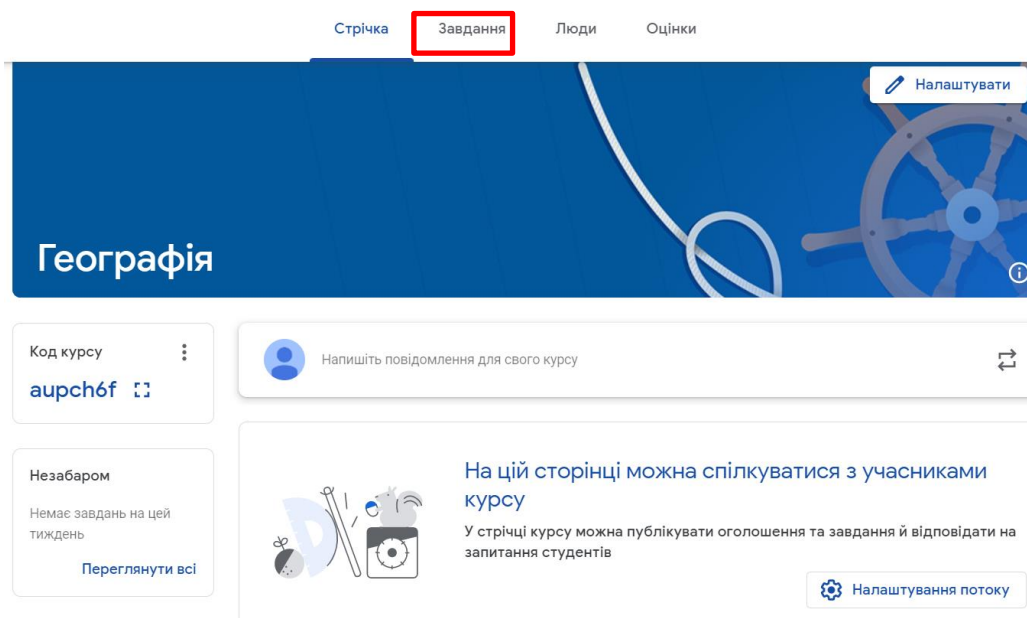 Стрічка Завдання Люди Оцінки
Налаштувати
Географія
Код курсу
aupch6f
Напишіть повідомлення для свого курсу
Незабаром
Немає завдань на цей
тиждень
Переглянути всі
На цій сторінці можна спілкуватися з учасниками
курсу
У стрічці курсу можна публікувати оголошення та завдання й відповідати на
запитання студентів
Налаштування потоку